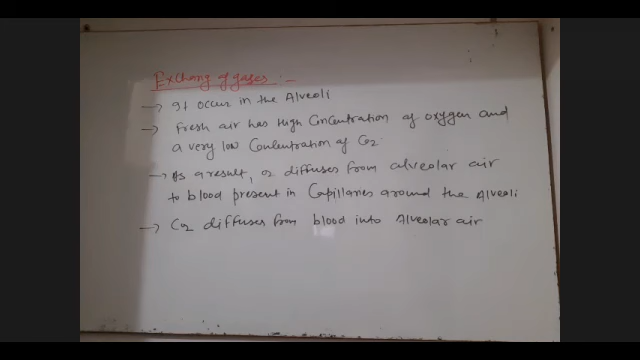 Exchang of gases :-
→ It occur in the Alveoli
→ Fresh air has High Concentration of oxygen and
a very low Concentration of CO2
→ As a result, O2 diffuses from alveolar air
to blood present in Capillaries around the Alveoli
→ CO2 diffuses from blood into Alveolar air